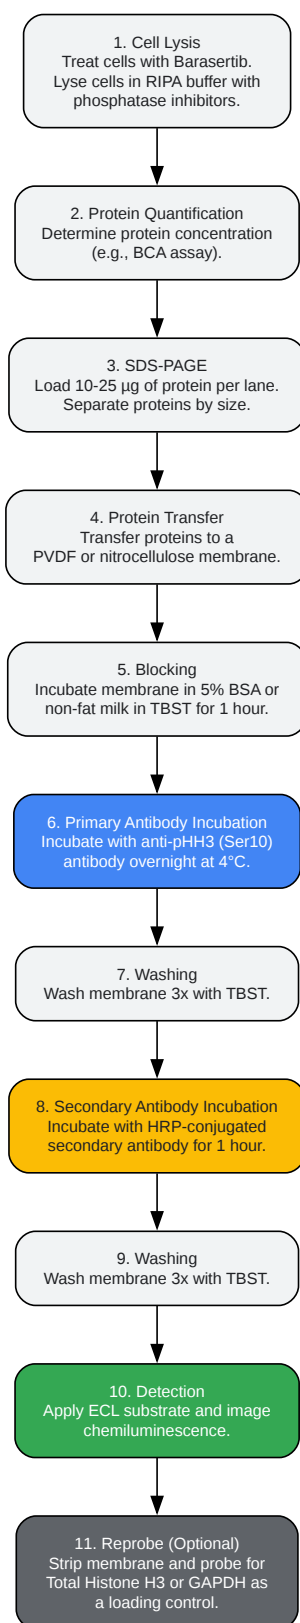 1. Cell Lysis
Treat cells with Barasertib.
Lyse cells in RIPA buffer with
phosphatase inhibitors.
2. Protein Quantification
Determine protein concentration
(e.g., BCA assay).
3. SDS-PAGE
Load 10-25 µg of protein per lane.
Separate proteins by size.
4. Protein Transfer
Transfer proteins to a
PVDF or nitrocellulose membrane.
5. Blocking
Incubate membrane in 5% BSA or
non-fat milk in TBST for 1 hour.
6. Primary Antibody Incubation
Incubate with anti-pHH3 (Ser10)
antibody overnight at 4°C.
7. Washing
Wash membrane 3x with TBST.
8. Secondary Antibody Incubation
Incubate with HRP-conjugated
secondary antibody for 1 hour.
9. Washing
Wash membrane 3x with TBST.
10. Detection
Apply ECL substrate and image
chemiluminescence.
11. Reprobe (Optional)
Strip membrane and probe for
Total Histone H3 or GAPDH as
a loading control.